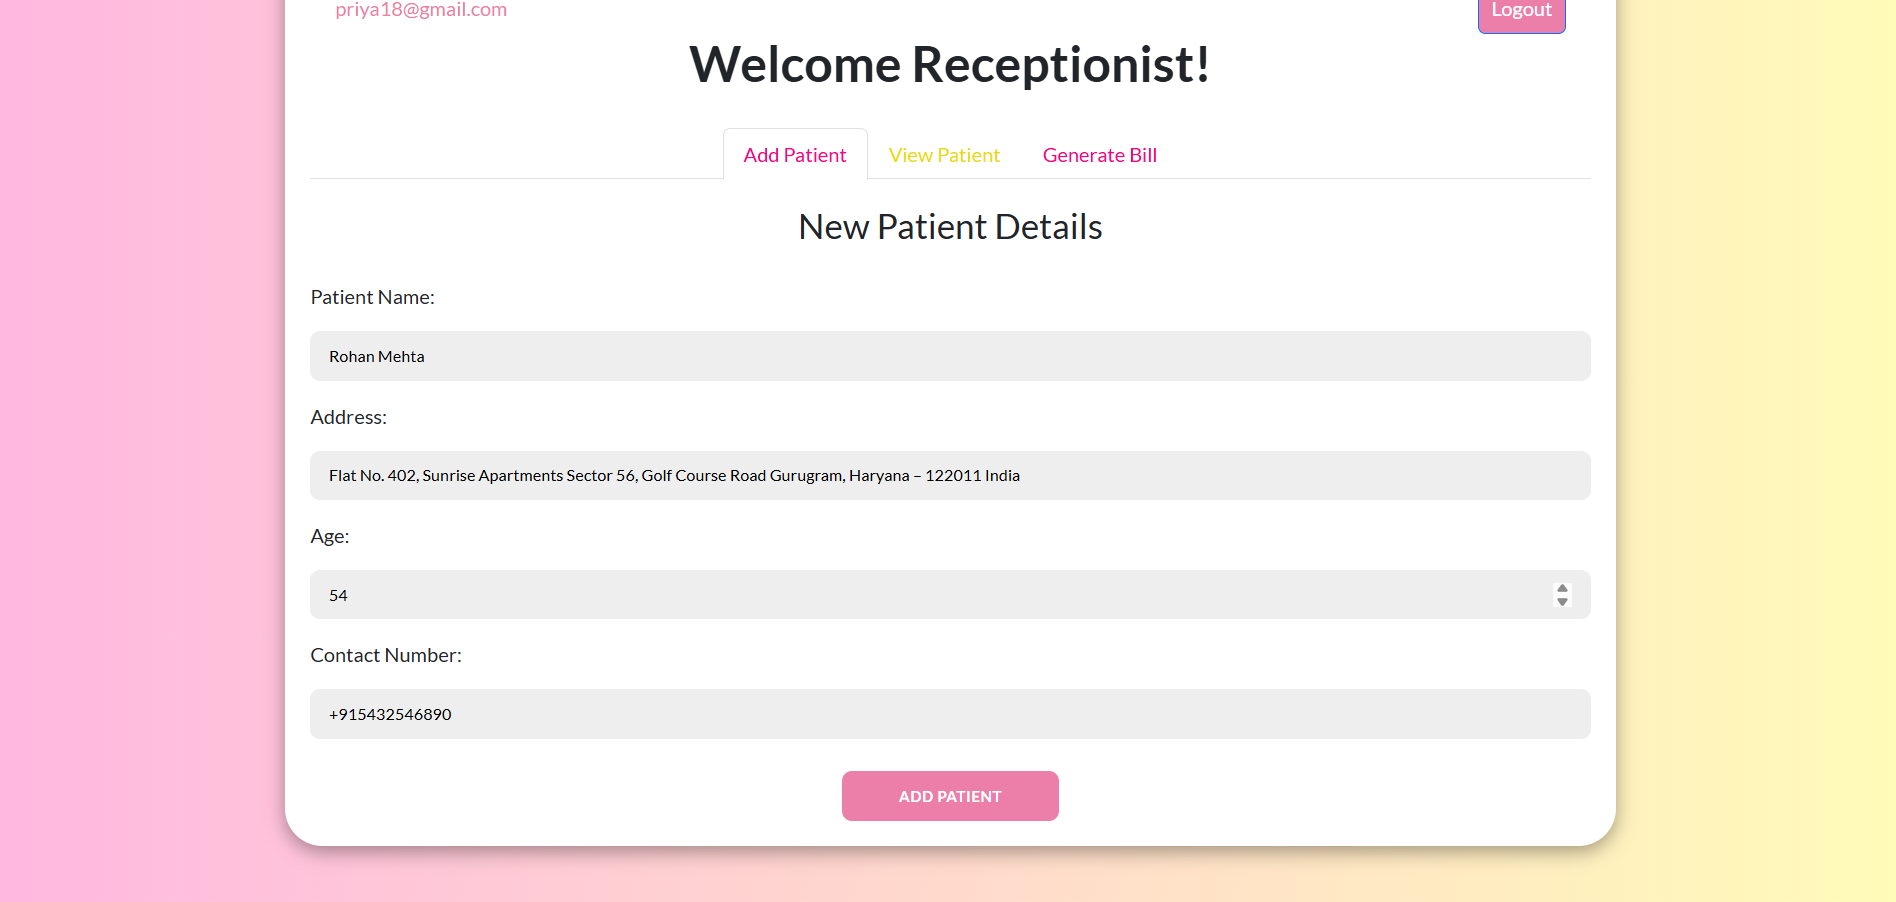 priya18@gmail.com
Logout
Welcome Receptionist!
Add Patient
View Patient
Generate Bill
New Patient Details
Patient Name:
Rohan Mehta
Address:
Flat No. 402, Sunrise Apartments Sector 56, Golf Course Road Gurugram, Haryana – 122011 India
Age:
54
Contact Number:
+915432546890
ADD PATIENT